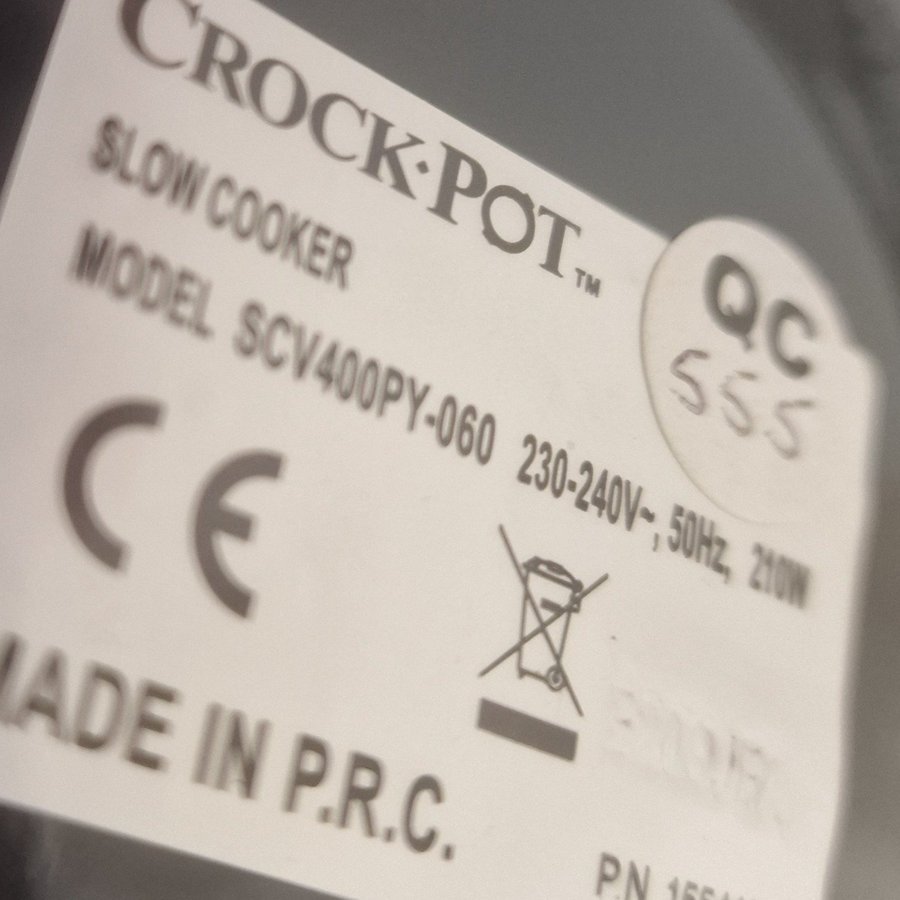 CROCK·POT™
SLOW COOKER
MODEL SCV400PY-060 230-240V~, 50Hz, 210W
QC
555
CE
MADE IN P.R.C.
P.N.